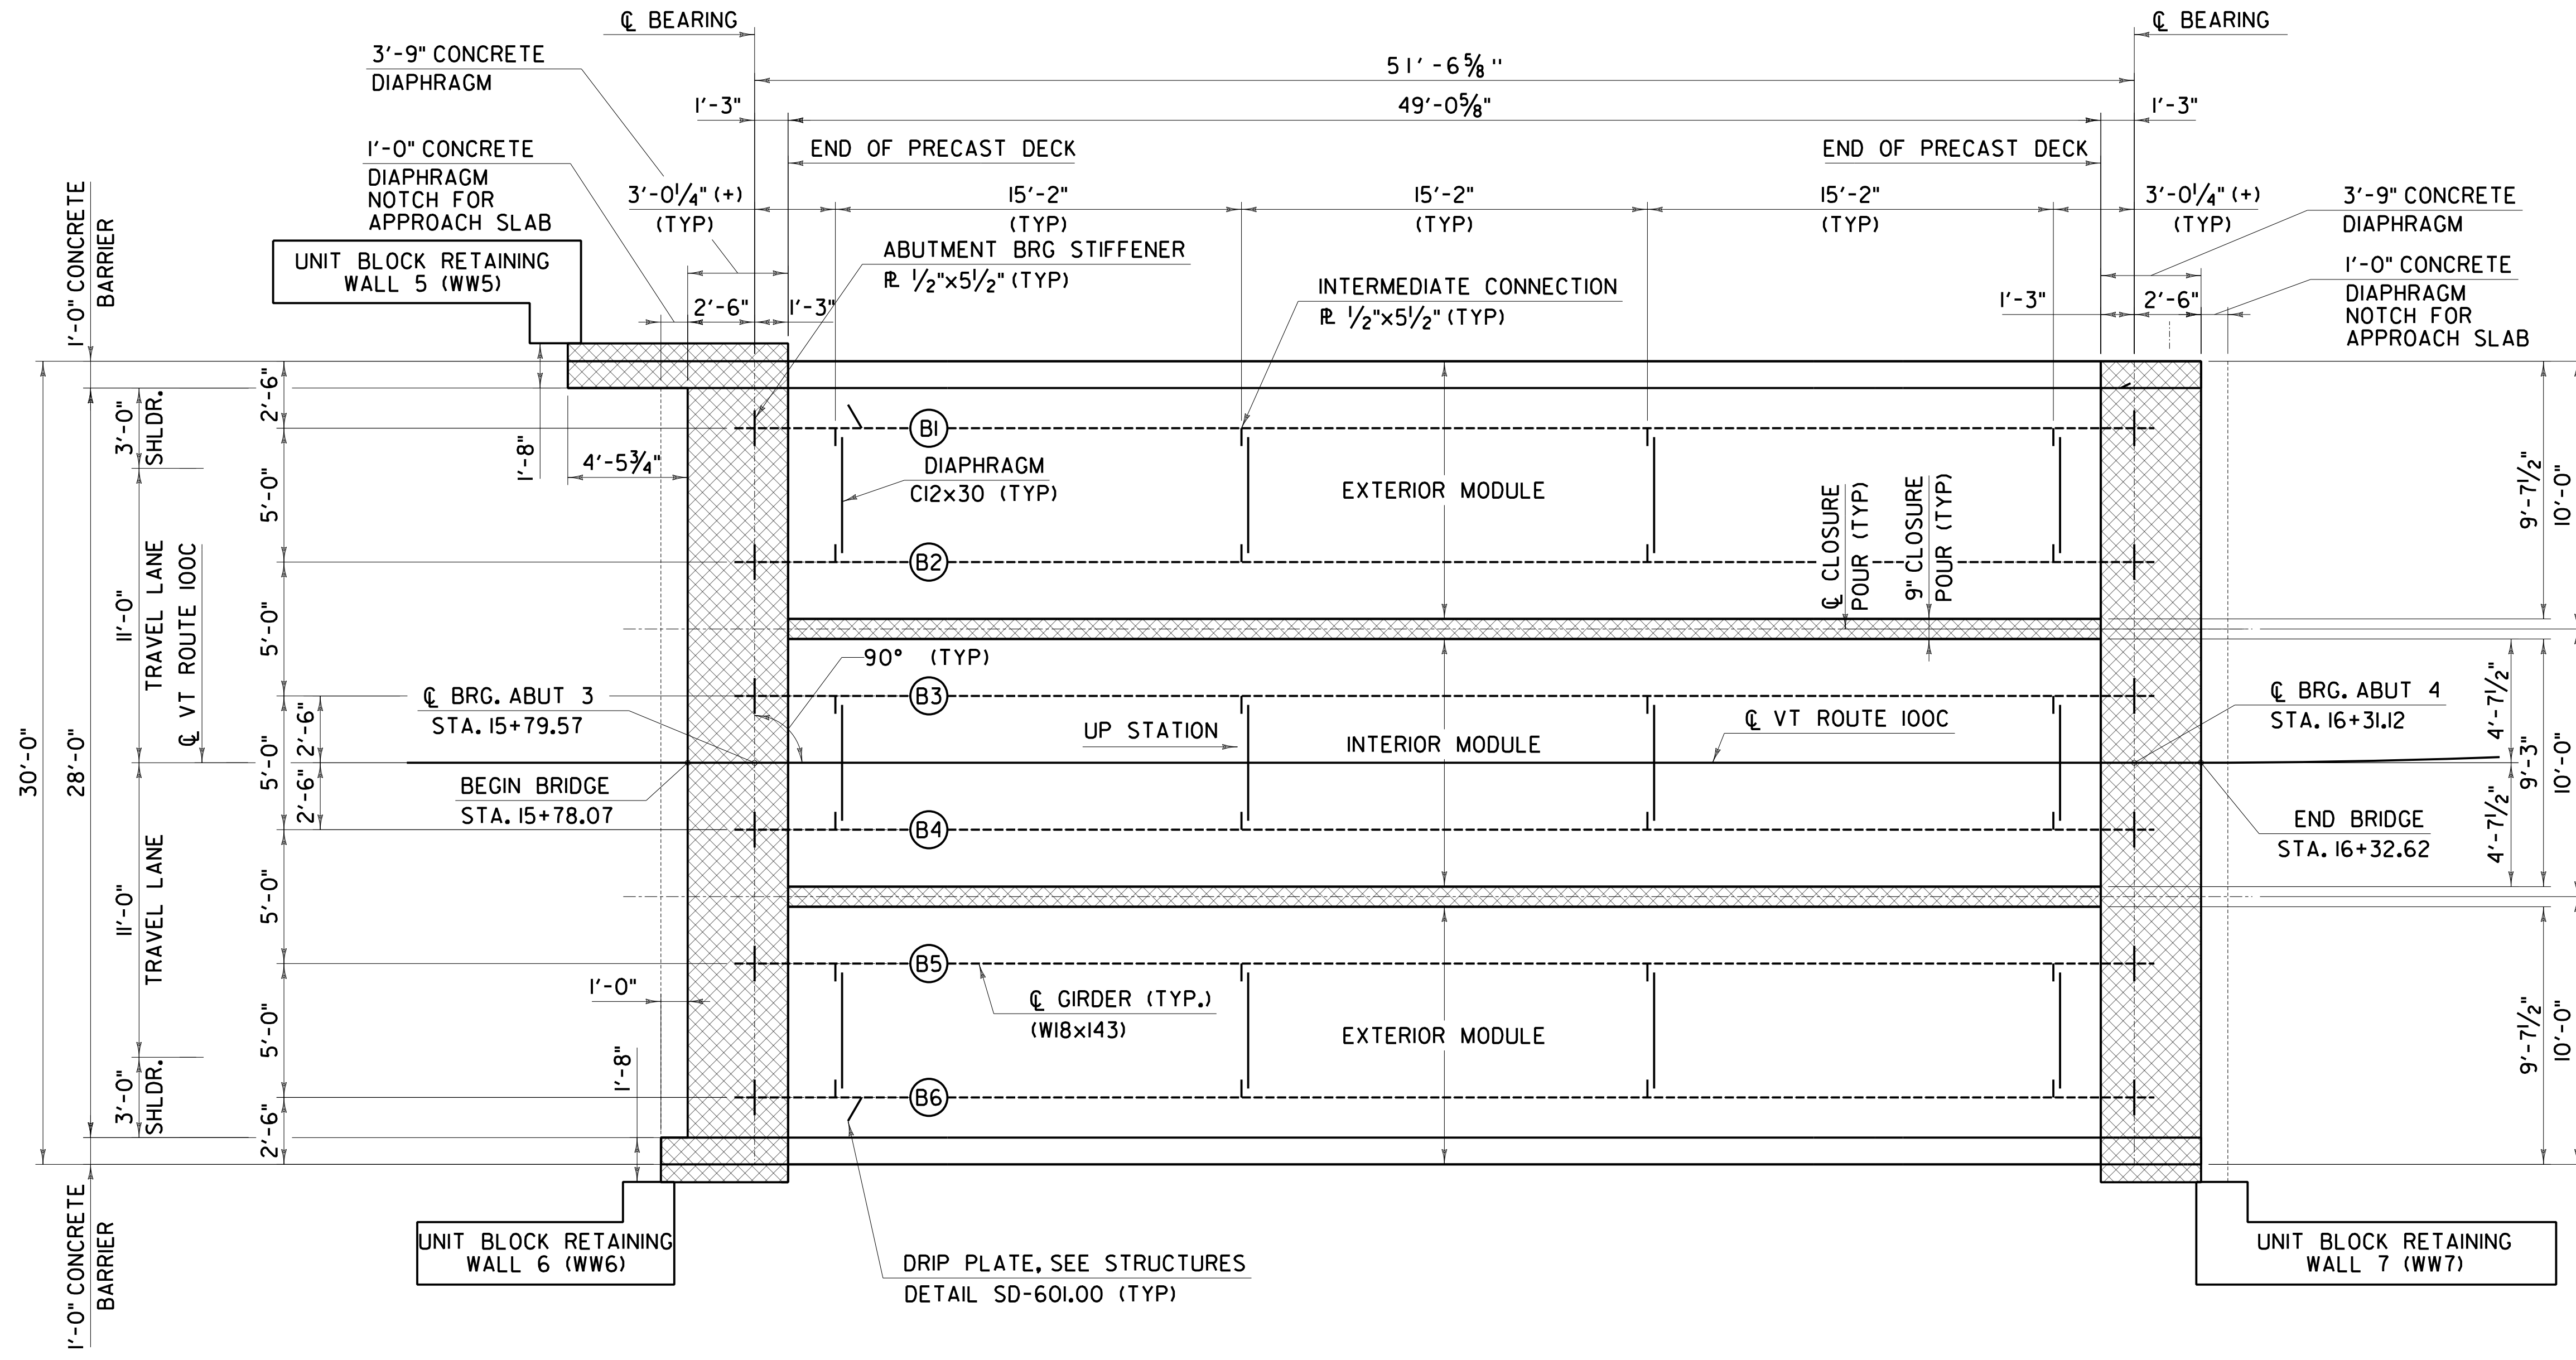 ℄ BEARING
℄ BEARING
3'-9" CONCRETE
DIAPHRAGM
51'-6⅝"
1'-3"
49'-0⅝"
1'-3"
1'-0" CONCRETE
DIAPHRAGM
NOTCH FOR
APPROACH SLAB
END OF PRECAST DECK
END OF PRECAST DECK
3'-0¼" (+)
(TYP)
15'-2"
(TYP)
15'-2"
(TYP)
15'-2"
(TYP)
3'-0¼" (+)
(TYP)
3'-9" CONCRETE
DIAPHRAGM
1'-0" CONCRETE
BARRIER
UNIT BLOCK RETAINING
WALL 5 (WW5)
ABUTMENT BRG STIFFENER
℄ ½"x5½" (TYP)
INTERMEDIATE CONNECTION
℄ ½"x5½" (TYP)
1'-0" CONCRETE
DIAPHRAGM
NOTCH FOR
APPROACH SLAB
2'-6"
1'-3"
1'-3"
2'-6"
2'-6"
3'-0"
SHLDR.
1'-8"
4'-5¾"
B1
DIAPHRAGM
C12x30 (TYP)
EXTERIOR MODULE
℄ CLOSURE
POUR (TYP)
9" CLOSURE
POUR (TYP)
9'-7½"
10'-0"
5'-0"
B2
11'-0"
TRAVEL LANE
℄ VT ROUTE 100C
5'-0"
90° (TYP)
℄ BRG. ABUT 3
STA. 15+79.57
B3
UP STATION
INTERIOR MODULE
℄ VT ROUTE 100C
℄ BRG. ABUT 4
STA. 16+31.12
4'-7½"
9'-3"
10'-0"
30'-0"
28'-0"
5'-0"
2'-6"
2'-6"
BEGIN BRIDGE
STA. 15+78.07
B4
END BRIDGE
STA. 16+32.62
4'-7½"
11'-0"
TRAVEL LANE
5'-0"
B5
1'-0"
℄ GIRDER (TYP.)
(W18x143)
EXTERIOR MODULE
9'-7½"
10'-0"
5'-0"
1'-8"
3'-0"
SHLDR.
2'-6"
B6
1'-0" CONCRETE
BARRIER
UNIT BLOCK RETAINING
WALL 6 (WW6)
DRIP PLATE, SEE STRUCTURES
DETAIL SD-601.00 (TYP)
UNIT BLOCK RETAINING
WALL 7 (WW7)